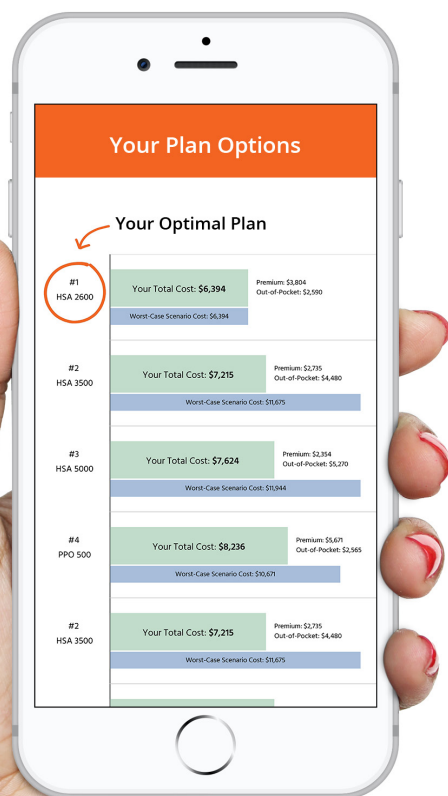 Your Plan Options
Your Optimal Plan
#1
HSA 2600
Your Total Cost: $6,394
Premium: $3,804
Out-of-Pocket: $2,590
Worst-Case Scenario Cost: $6,394
#2
HSA 3500
Your Total Cost: $7,215
Premium: $2,735
Out-of-Pocket: $4,480
Worst-Case Scenario Cost: $11,675
#3
HSA 5000
Your Total Cost: $7,624
Premium: $2,354
Out-of-Pocket: $5,270
Worst-Case Scenario Cost: $11,944
#4
PPO 500
Your Total Cost: $8,236
Premium: $5,671
Out-of-Pocket: $2,565
Worst-Case Scenario Cost: $10,671
#2
HSA 3500
Your Total Cost: $7,215
Premium: $2,735
Out-of-Pocket: $4,480
Worst-Case Scenario Cost: $11,675